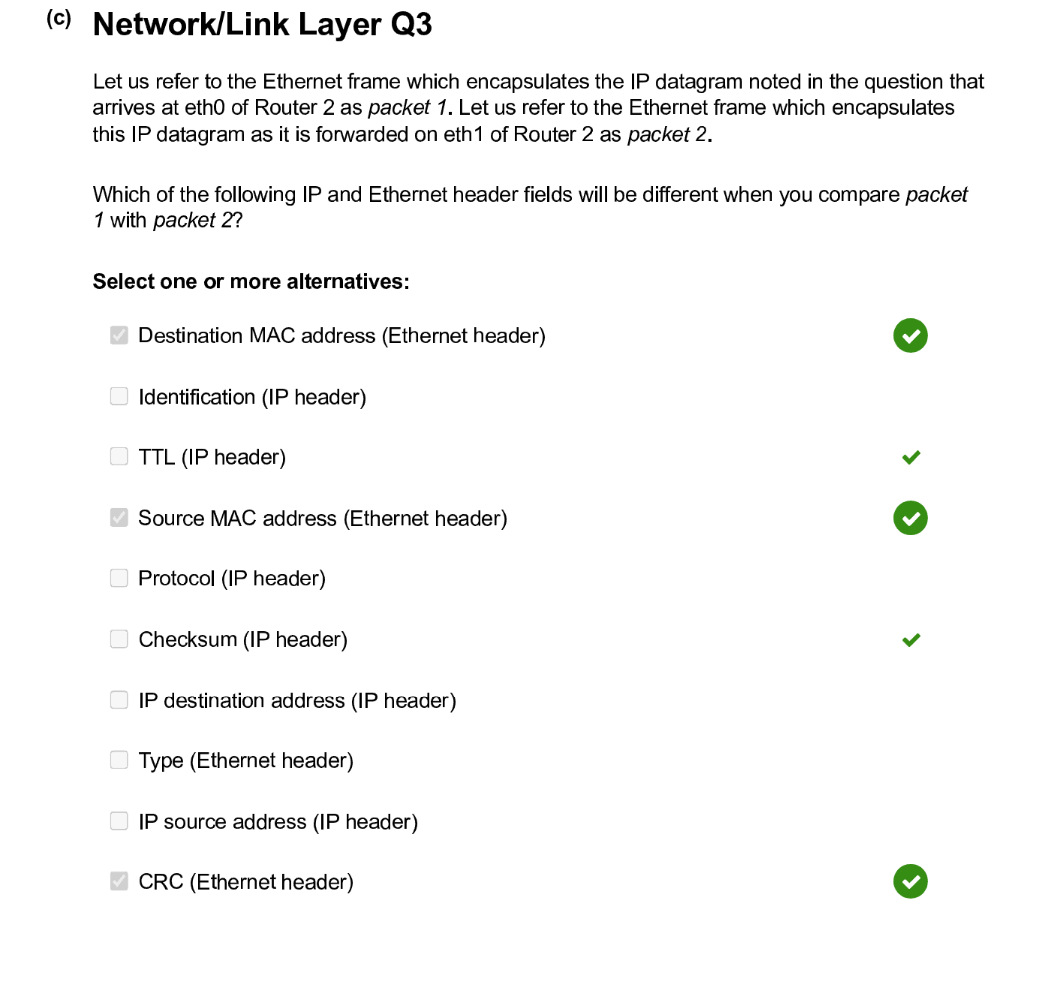 (c) Network/Link Layer Q3
Let us refer to the Ethernet frame which encapsulates the IP datagram noted in the question that
arrives at eth0 of Router 2 as packet 1. Let us refer to the Ethernet frame which encapsulates
this IP datagram as it is forwarded on eth1 of Router 2 as packet 2.
Which of the following IP and Ethernet header fields will be different when you compare packet
1 with packet 2?
Select one or more alternatives:
Destination MAC address (Ethernet header)
Identification (IP header)
TTL (IP header)
Source MAC address (Ethernet header)
Protocol (IP header)
Checksum (IP header)
IP destination address (IP header)
Type (Ethernet header)
IP source address (IP header)
CRC (Ethernet header)